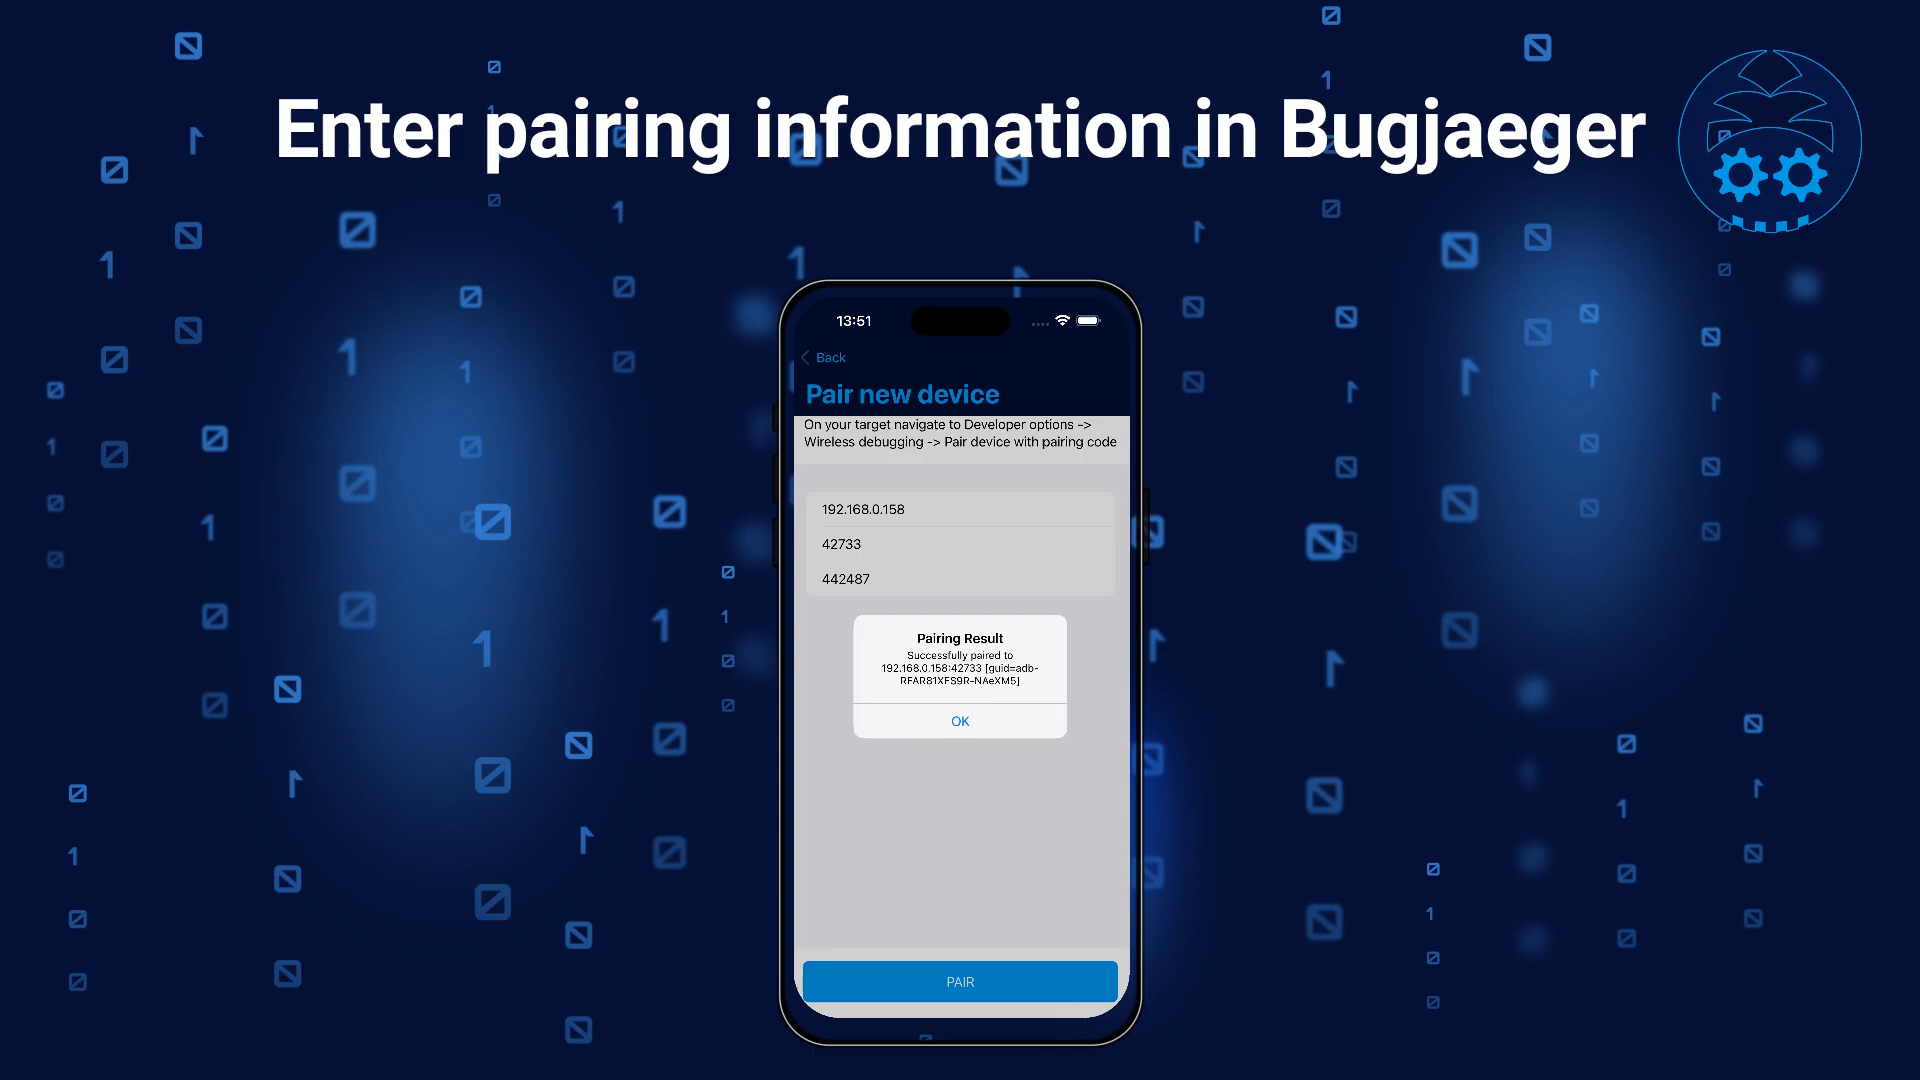 Enter pairing information in Bugjaeger
13:51
Back
Pair new device
On your target navigate to Developer options ->
Wireless debugging -> Pair device with pairing code
192.168.0.158
42733
442487
Pairing Result
Successfully paired to
192.168.0.158:42733 [guid=adb-
RFAR81XFS9R-NAeXM5]
OK
PAIR